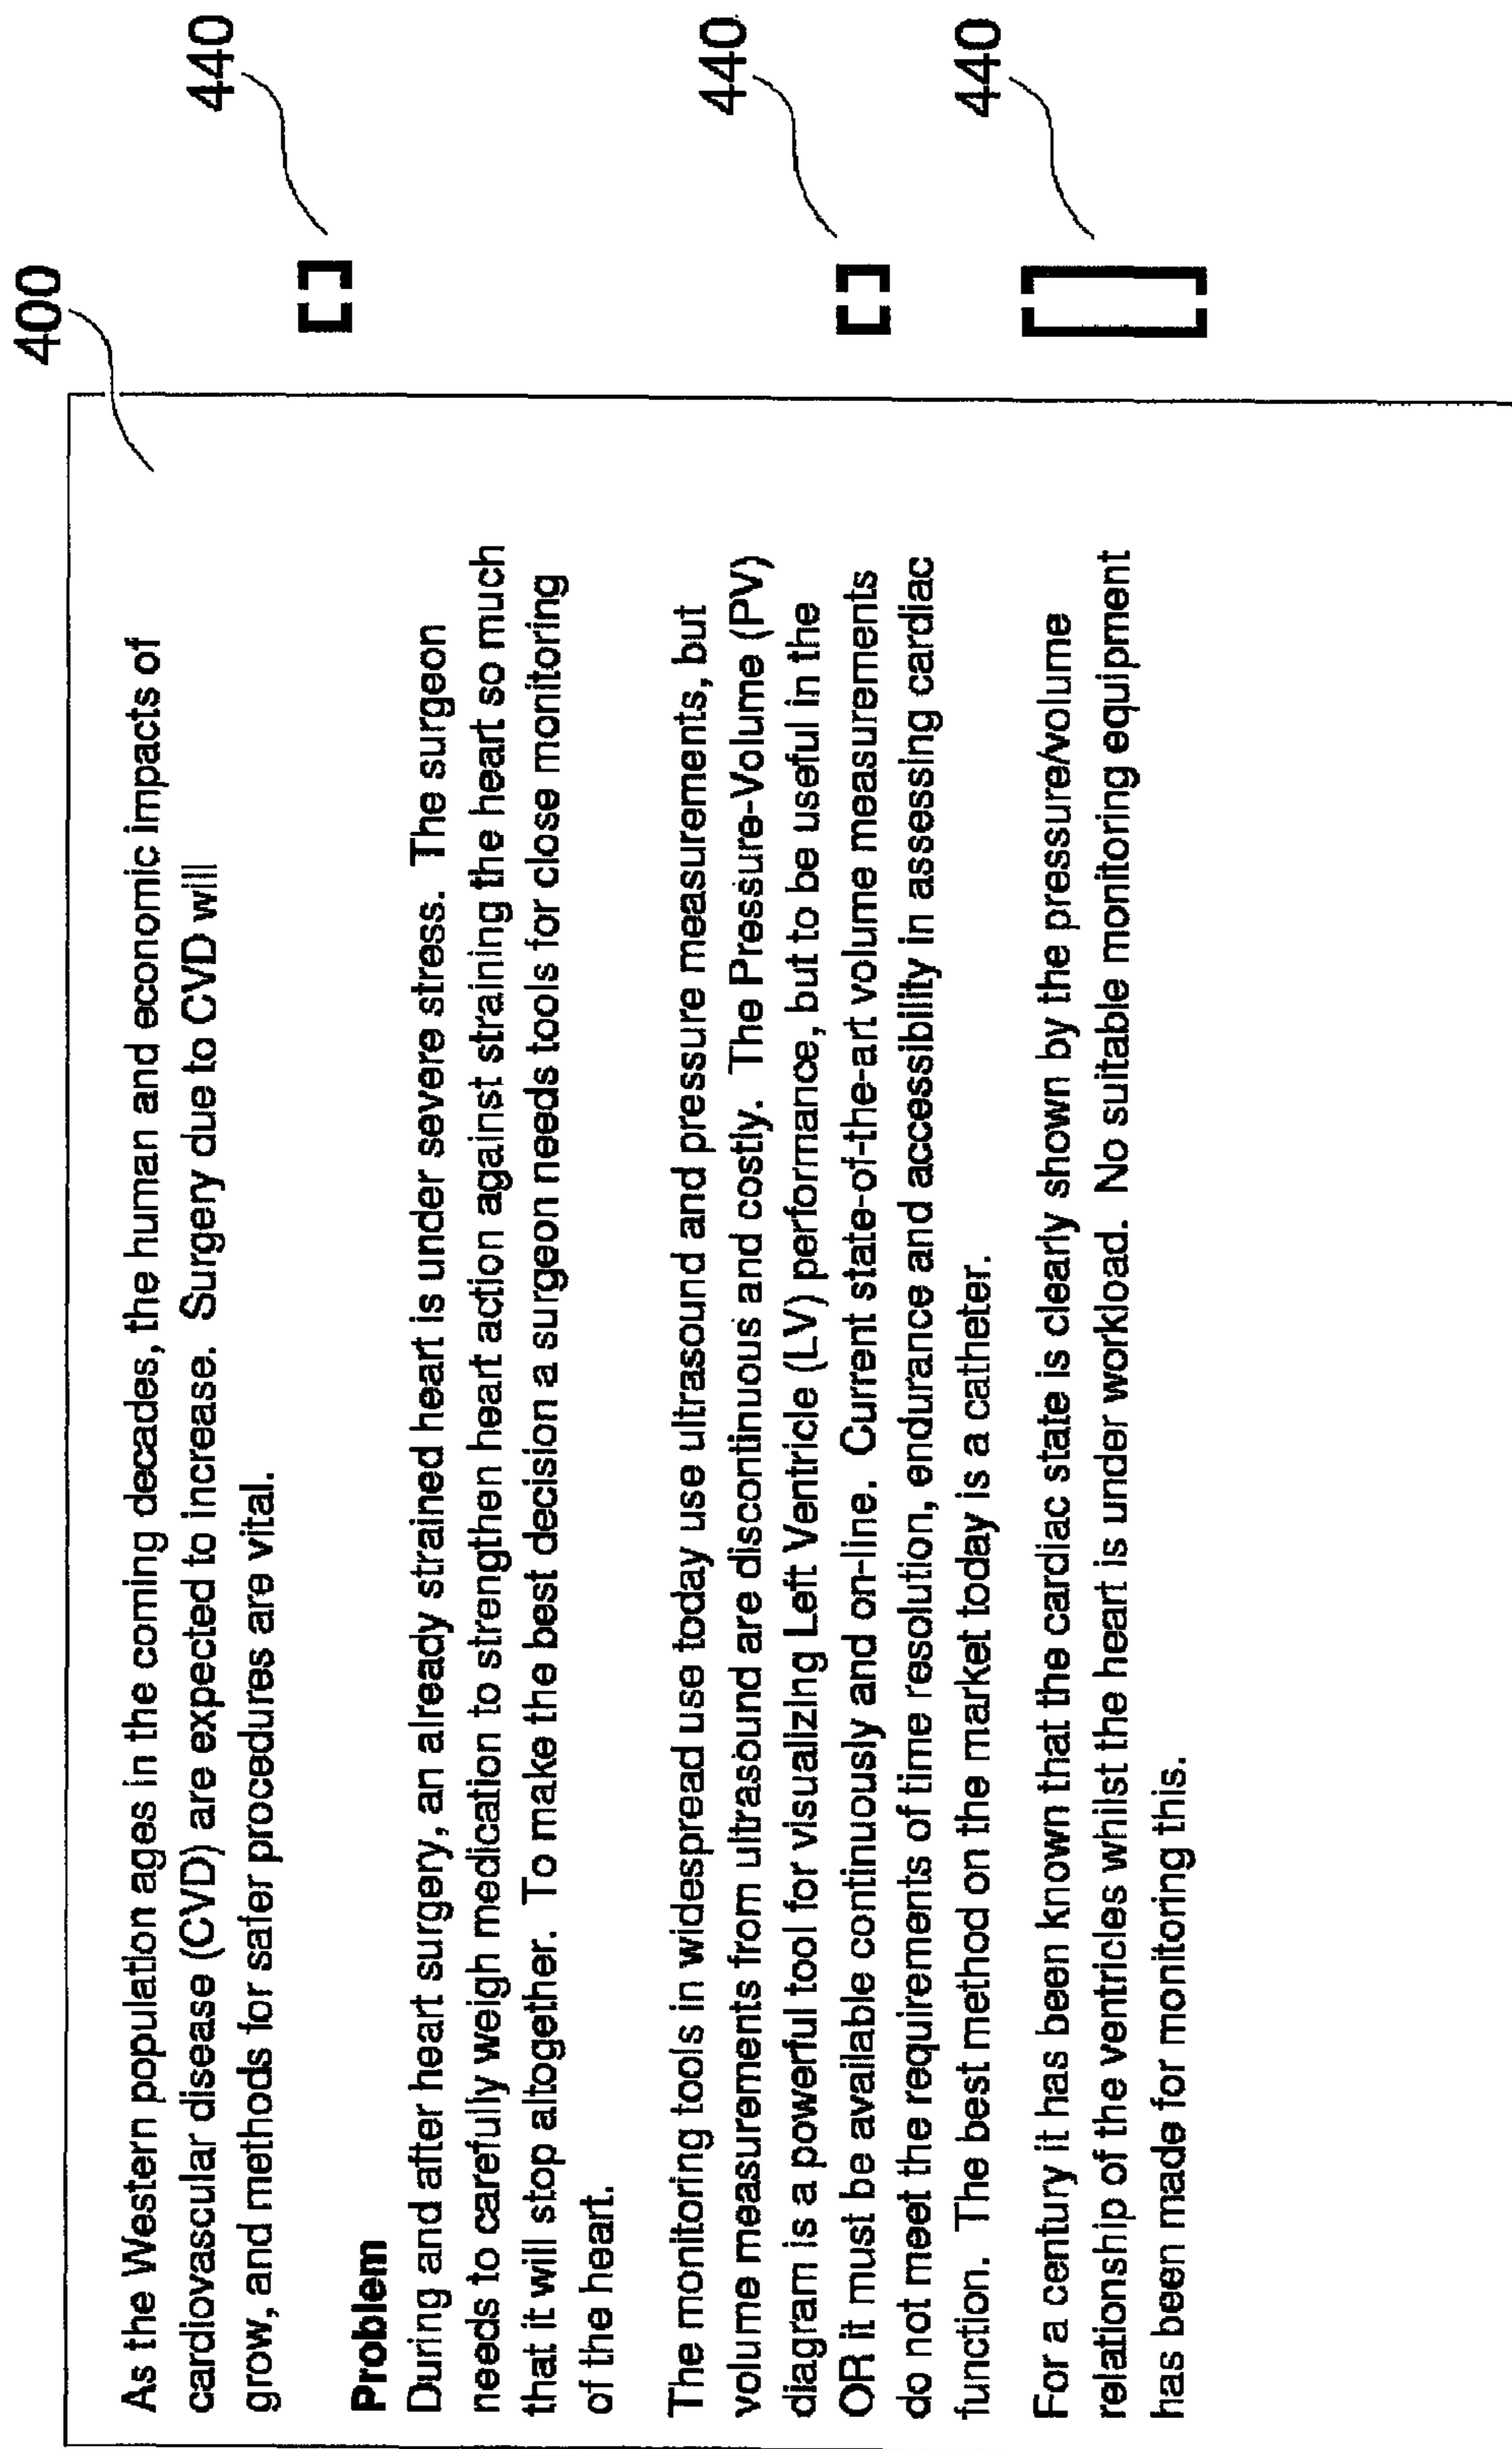 400
440
440
440
As the Western population ages in the coming decades, the human and economic impacts of
cardiovascular disease (CVD) are expected to increase. Surgery due to CVD will
grow, and methods for safer procedures are vital.
Problem
During and after heart surgery, an already strained heart is under severe stress. The surgeon
needs to carefully weigh medication to strengthen heart action against straining the heart so much
that it will stop altogether. To make the best decision a surgeon needs tools for close monitoring
of the heart.
The monitoring tools in widespread use today use ultrasound and pressure measurements, but
volume measurements from ultrasound are discontinuous and costly. The Pressure-Volume (PV)
diagram is a powerful tool for visualizing Left Ventricle (LV) performance, but to be useful in the
OR it must be available continuously and on-line. Current state-of-the-art volume measurements
do not meet the requirements of time resolution, endurance and accessibility in assessing cardiac
function. The best method on the market today is a catheter.
For a century it has been known that the cardiac state is clearly shown by the pressure/volume
relationship of the ventricles whilst the heart is under workload. No suitable monitoring equipment
has been made for monitoring this.